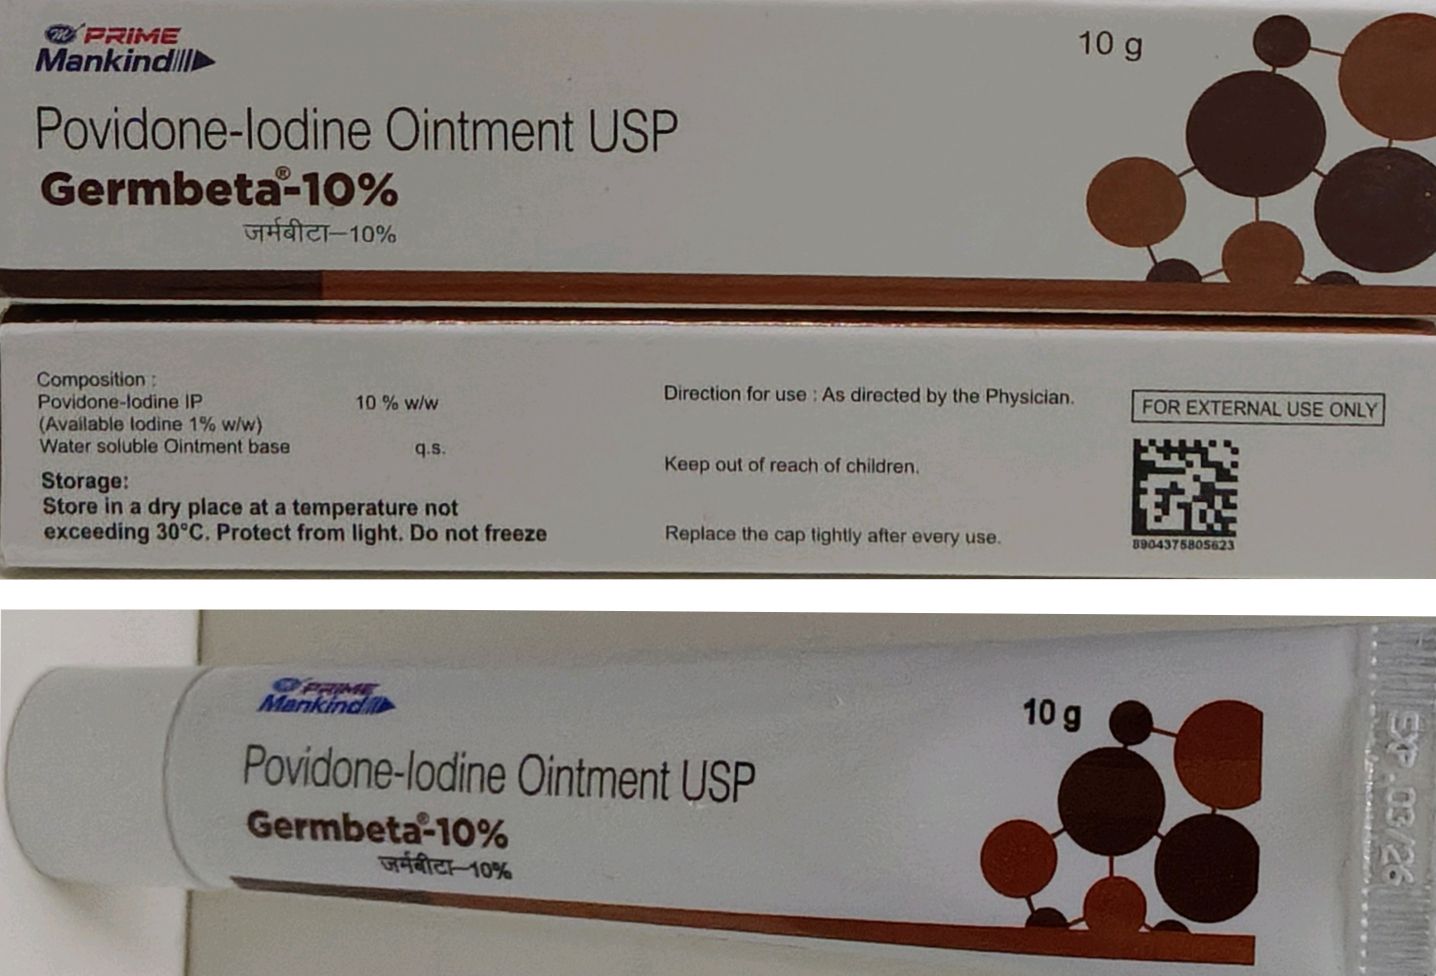 PRIME
Mankind
10 g
Povidone-Iodine Ointment USP
Germbeta®-10%
जर्मबीटा–10%
Composition :
Povidone-Iodine IP 10 % w/w
(Available Iodine 1% w/w)
Water soluble Ointment base q.s.
Storage:
Store in a dry place at a temperature not
exceeding 30°C. Protect from light. Do not freeze
Direction for use : As directed by the Physician.
Keep out of reach of children.
Replace the cap tightly after every use.
FOR EXTERNAL USE ONLY
8904375805623
PRIME
Mankind
10 g
Povidone-Iodine Ointment USP
Germbeta®-10%
जर्मबीटा–10%
EXP.03/26